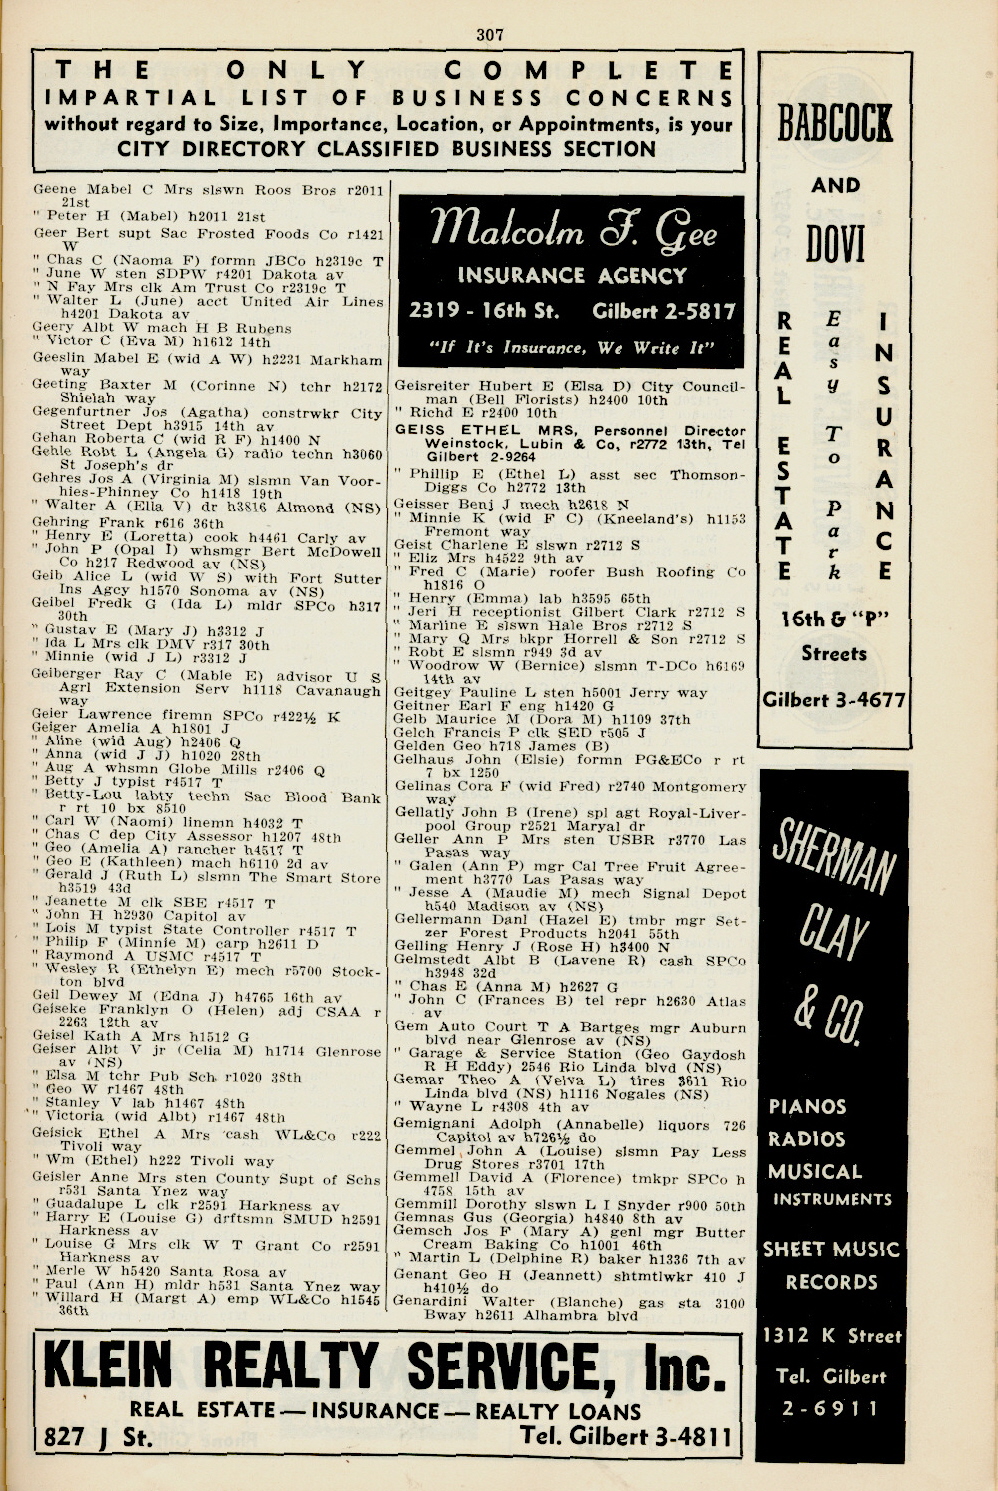 307
THE ONLY COMPLETE
IMPARTIAL LIST OF BUSINESS CONCERNS
without regard to Size, Importance, Location, or Appointments, is your
CITY DIRECTORY CLASSIFIED BUSINESS SECTION
Geene Mabel C Mrs slswn Roos Bros r2011
21st
" Peter H (Mabel) h2011 21st
Geer Bert supt Sac Frosted Foods Co r1421
W
" Chas C (Naoma F) formn JBCo h2319c T
" June W sten SDPW r4201 Dakota av
" N Fay Mrs clk Am Trust Co r2319c T
" Walter L (June) acct United Air Lines
h4201 Dakota av
Geery Albt W mach H B Rubens
" Victor C (Eva M) h1612 14th
Geeslin Mabel E (wid A W) h2231 Markham
way
Geeting Baxter M (Corinne N) tchr h2172
Shielah way
Gegenfurtner Jos (Agatha) constrwkr City
Street Dept h3915 14th av
Gehan Roberta C (wid R F) h1400 N
Gehle Robt L (Angela G) radio techn h3060
St Joseph's dr
Gehres Jos A (Virginia M) slsmn Van Voor-
hies-Phinney Co h1418 19th
" Walter A (Ella V) dr h3816 Almond (NS)
Gehring Frank r616 36th
" Henry E (Loretta) cook h4461 Carly av
" John P (Opal I) whsmgr Bert McDowell
Co h217 Redwood av (NS)
Geib Alice L (wid W S) with Fort Sutter
Ins Agcy h1570 Sonoma av (NS)
Geibel Fredk G (Ida L) mldr SPCo h317
30th
" Gustav E (Mary J) h3312 J
" Ida L Mrs clk DMV r317 30th
" Minnie (wid J L) r3312 J
Geiberger Ray C (Mable E) advisor U S
Agrl Extension Serv h1118 Cavanaugh
way
Geier Lawrence firemn SPCo r422½ K
Geiger Amelia A h1801 J
" Aline (wid Aug) h2406 Q
" Anna (wid J J) h1020 28th
" Aug A whsmn Globe Mills r2406 Q
" Betty J typist r4517 T
" Betty-Lou labty techn Sac Blood Bank
r rt 10 bx 8510
" Carl W (Naomi) linemn h4032 T
" Chas C dep City Assessor h1207 48th
" Geo (Amelia A) rancher h4517 T
" Geo E (Kathleen) mach h6110 2d av
" Gerald J (Ruth L) slsmn The Smart Store
h3519 43d
" Jeanette M clk SBE r4517 T
" John H h2930 Capitol av
" Lois M typist State Controller r4517 T
" Philip F (Minnie M) carp h2611 D
" Raymond A USMC r4517 T
" Wesley R (Ethelyn E) mech r5700 Stock-
ton blvd
Geil Dewey M (Edna J) h4765 16th av
Geiseke Franklyn O (Helen) adj CSAA r
2263 12th av
Geisel Kath A Mrs h1512 G
Geiser Albt V jr (Celia M) h1714 Glenrose
av (NS)
" Elsa M tchr Pub Sch r1020 38th
" Geo W r1467 48th
" Stanley V lab h1467 48th
" Victoria (wid Albt) r1467 48th
Geisick Ethel A Mrs cash WL&Co r222
Tivoli way
" Wm (Ethel) h222 Tivoli way
Geisler Anne Mrs sten County Supt of Schs
r531 Santa Ynez way
" Guadalupe L clk r2591 Harkness av
" Harry E (Louise G) drftsmn SMUD h2591
Harkness av
" Louise G Mrs clk W T Grant Co r2591
Harkness av
" Merle W h5420 Santa Rosa av
" Paul (Ann H) mldr h531 Santa Ynez way
" Willard H (Margt A) emp WL&Co h1545
36th
Malcolm F. Gee
INSURANCE AGENCY
2319 - 16th St. Gilbert 2-5817
"If It's Insurance, We Write It"
Geisreiter Hubert E (Elsa D) City Council-
man (Bell Florists) h2400 10th
" Richd E r2400 10th
GEISS ETHEL MRS, Personnel Director
Weinstock, Lubin & Co, r2772 13th, Tel
Gilbert 2-9264
" Phillip E (Ethel L) asst sec Thomson-
Diggs Co h2772 13th
Geisser Benj J mech h2618 N
" Minnie K (wid F C) (Kneeland's) h1153
Fremont way
Geist Charlene E slswn r2712 S
" Eliz Mrs h4522 9th av
" Fred C (Marie) roofer Bush Roofing Co
h1816 O
" Henry (Emma) lab h3595 65th
" Jeri H receptionist Gilbert Clark r2712 S
" Marline E slswn Hale Bros r2712 S
" Mary Q Mrs bkpr Horrell & Son r2712 S
" Robt E slsmn r949 3d av
" Woodrow W (Bernice) slsmn T-DCo h6169
14th av
Geitgey Pauline L sten h5001 Jerry way
Geitner Earl F eng h1420 G
Gelb Maurice M (Dora M) h1109 37th
Gelch Francis P clk SED r505 J
Gelden Geo h718 James (B)
Gelhaus John (Elsie) formn PG&ECo r rt
7 bx 1250
Gelinas Cora F (wid Fred) r2740 Montgomery
way
Gellatly John B (Irene) spl agt Royal-Liver-
pool Group r2521 Maryal dr
Geller Ann P Mrs sten USBR r3770 Las
Pasas way
" Galen (Ann P) mgr Cal Tree Fruit Agree-
ment h3770 Las Pasas way
" Jesse A (Maudie M) mech Signal Depot
h540 Madison av (NS)
Gellermann Danl (Hazel E) tmbr mgr Set-
zer Forest Products h2041 55th
Gelling Henry J (Rose H) h3400 N
Gelmstedt Albt B (Lavene R) cash SPCo
h3948 32d
" Chas E (Anna M) h2627 G
" John C (Frances B) tel repr h2630 Atlas
av
Gem Auto Court T A Bartges mgr Auburn
blvd near Glenrose av (NS)
" Garage & Service Station (Geo Gaydosh
R H Eddy) 2546 Rio Linda blvd (NS)
Gemar Theo A (Velva L) tires 3611 Rio
Linda blvd (NS) h1116 Nogales (NS)
" Wayne L r4308 4th av
Gemignani Adolph (Annabelle) liquors 726
Capitol av h726½ do
Gemmel John A (Louise) slsmn Pay Less
Drug Stores r3701 17th
Gemmell David A (Florence) tmkpr SPCo h
4758 15th av
Gemmill Dorothy slswn L I Snyder r900 50th
Gemnas Gus (Georgia) h4840 8th av
Gemsch Jos F (Mary A) genl mgr Butter
Cream Baking Co h1001 46th
" Martin L (Delphine R) baker h1336 7th av
Genant Geo H (Jeannett) shtmtlwkr 410 J
h410½ do
Genardini Walter (Blanche) gas sta 3100
Bway h2611 Alhambra blvd
BABCOCK
AND
DOVI
REAL ESTATE
Easy To Park
INSURANCE
16th & "P"
Streets
Gilbert 3-4677
SHERMAN
CLAY
& CO.
PIANOS
RADIOS
MUSICAL
INSTRUMENTS
SHEET MUSIC
RECORDS
1312 K Street
Tel. Gilbert
2-6911
KLEIN REALTY SERVICE, Inc.
REAL ESTATE — INSURANCE — REALTY LOANS
827 J St. Tel. Gilbert 3-4811